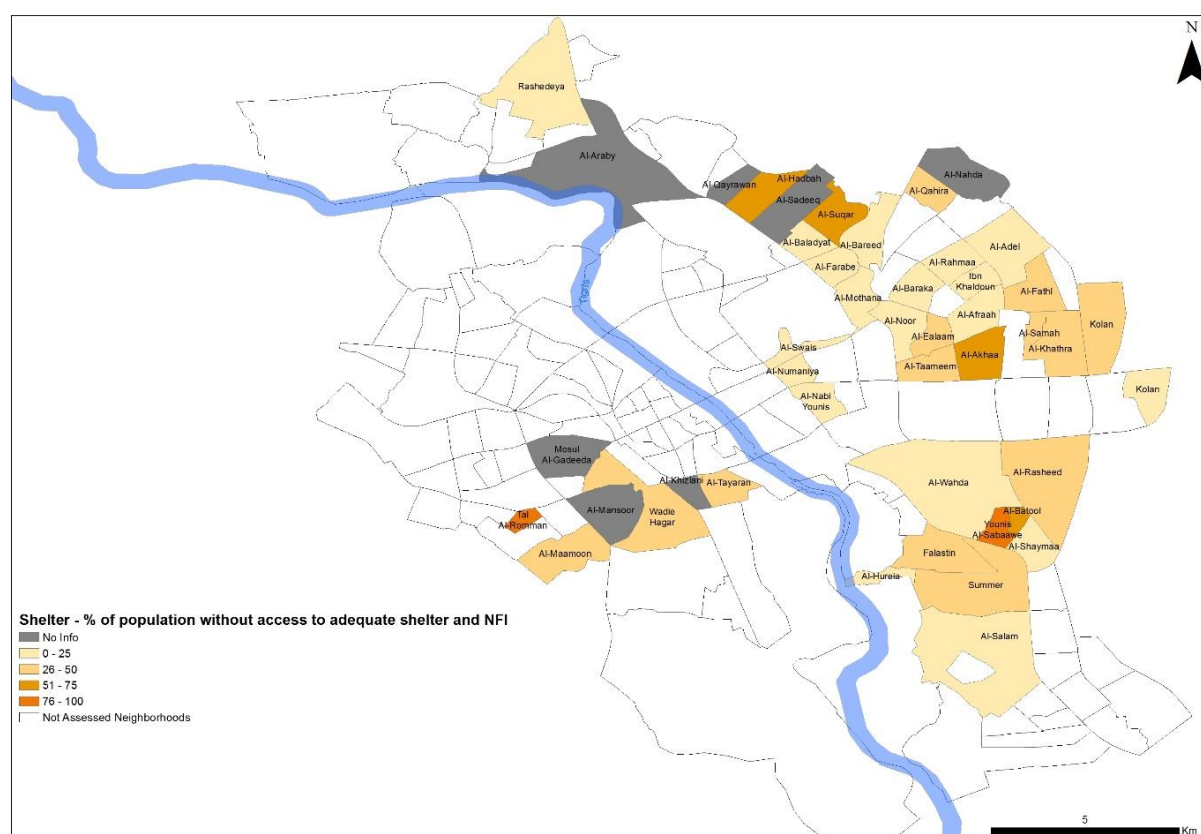 N
Rashedeya
Al-Araby
Al-Nahda
Al-Qayrawan
Al-Hadbah
Al-Sadeeq
Al-Qahira
Al-Suqar
Al-Baladyat
Al-Bareed
Al-Adel
Al-Farabe
Al-Rahmaa
Ibn
Khaldoun
Al-Baraka
Al-Fathl
Al-Mothana
Al-Noor
Al-Afraah
Tigris
Al-Ealaam
Al-Samah
Kolan
Al-Swais
Al-Akhaa
Al-Khathra
Al-Numaniya
Al-Taameem
Kolan
Al-Nabi
Younis
Mosul
Al-Gadeeda
Al-Khizlani
Al-Tayaran
Al-Rasheed
Al-Wahda
Al-Mansoor
Wadie
Hagar
Tal
Al-Romman
Al-Batool
Younis
Al-Sabaawe
Al-Maamoon
Al-Shaymaa
Falastin
Al-Hureia
Summer
Al-Salam
Shelter - % of population without access to adequate shelter and NFI
No Info
0 - 25
26 - 50
51 - 75
76 - 100
Not Assessed Neighborhoods
5
Km